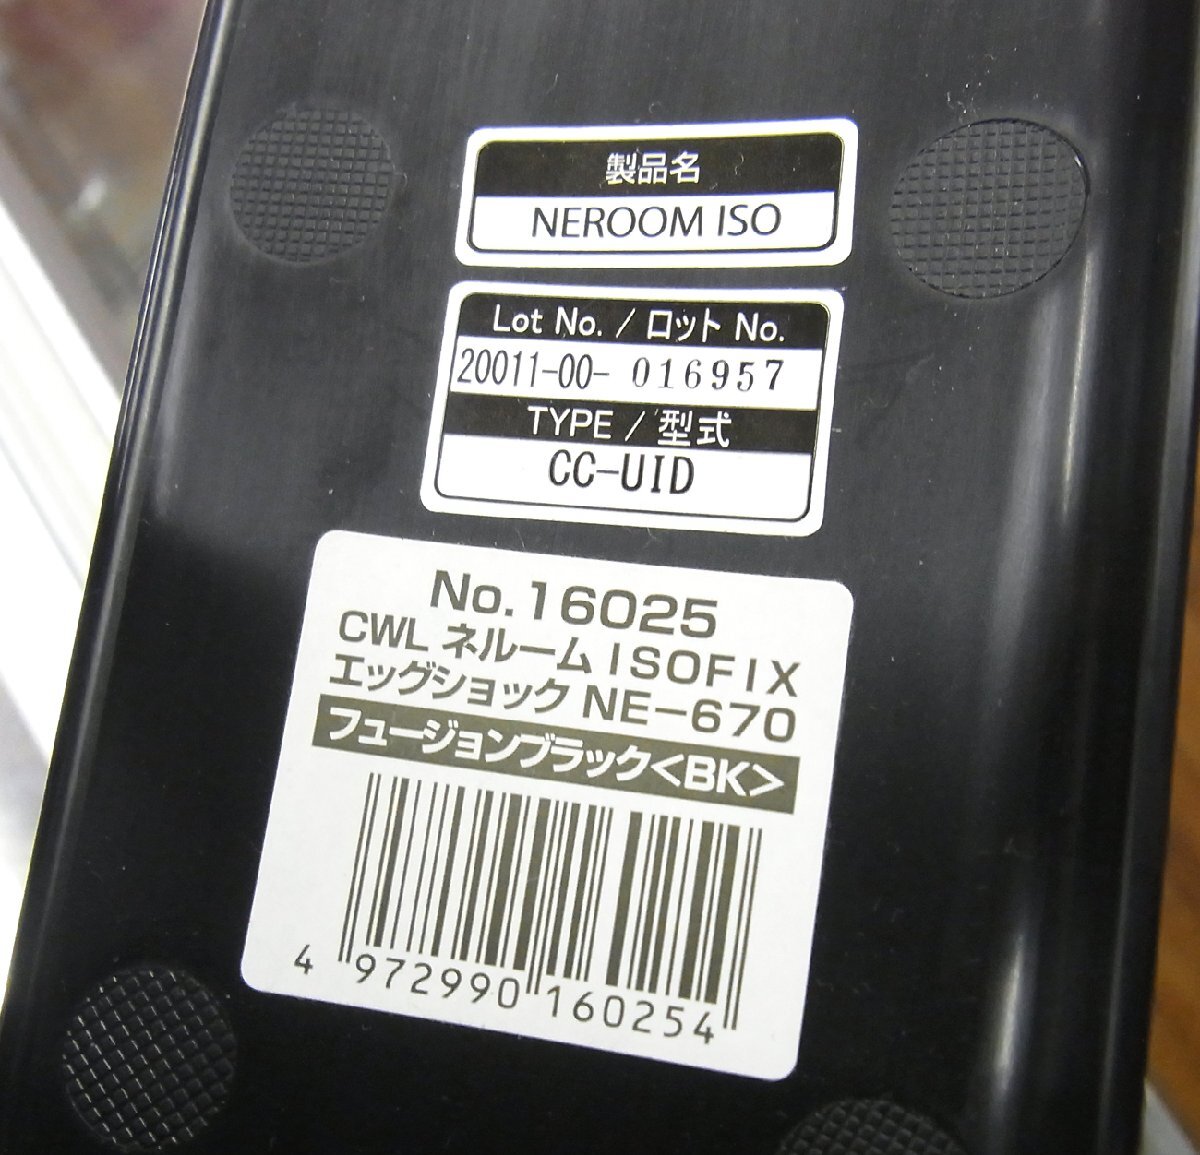 製品名
NEROOM ISO
Lot No. / ロット No.
20011-00- 016957
TYPE / 型式
CC-UID
No.16025
CWL ネルーム ISOFIX
エッグショック NE-670
フュージョンブラック<BK>
4 972990 160254